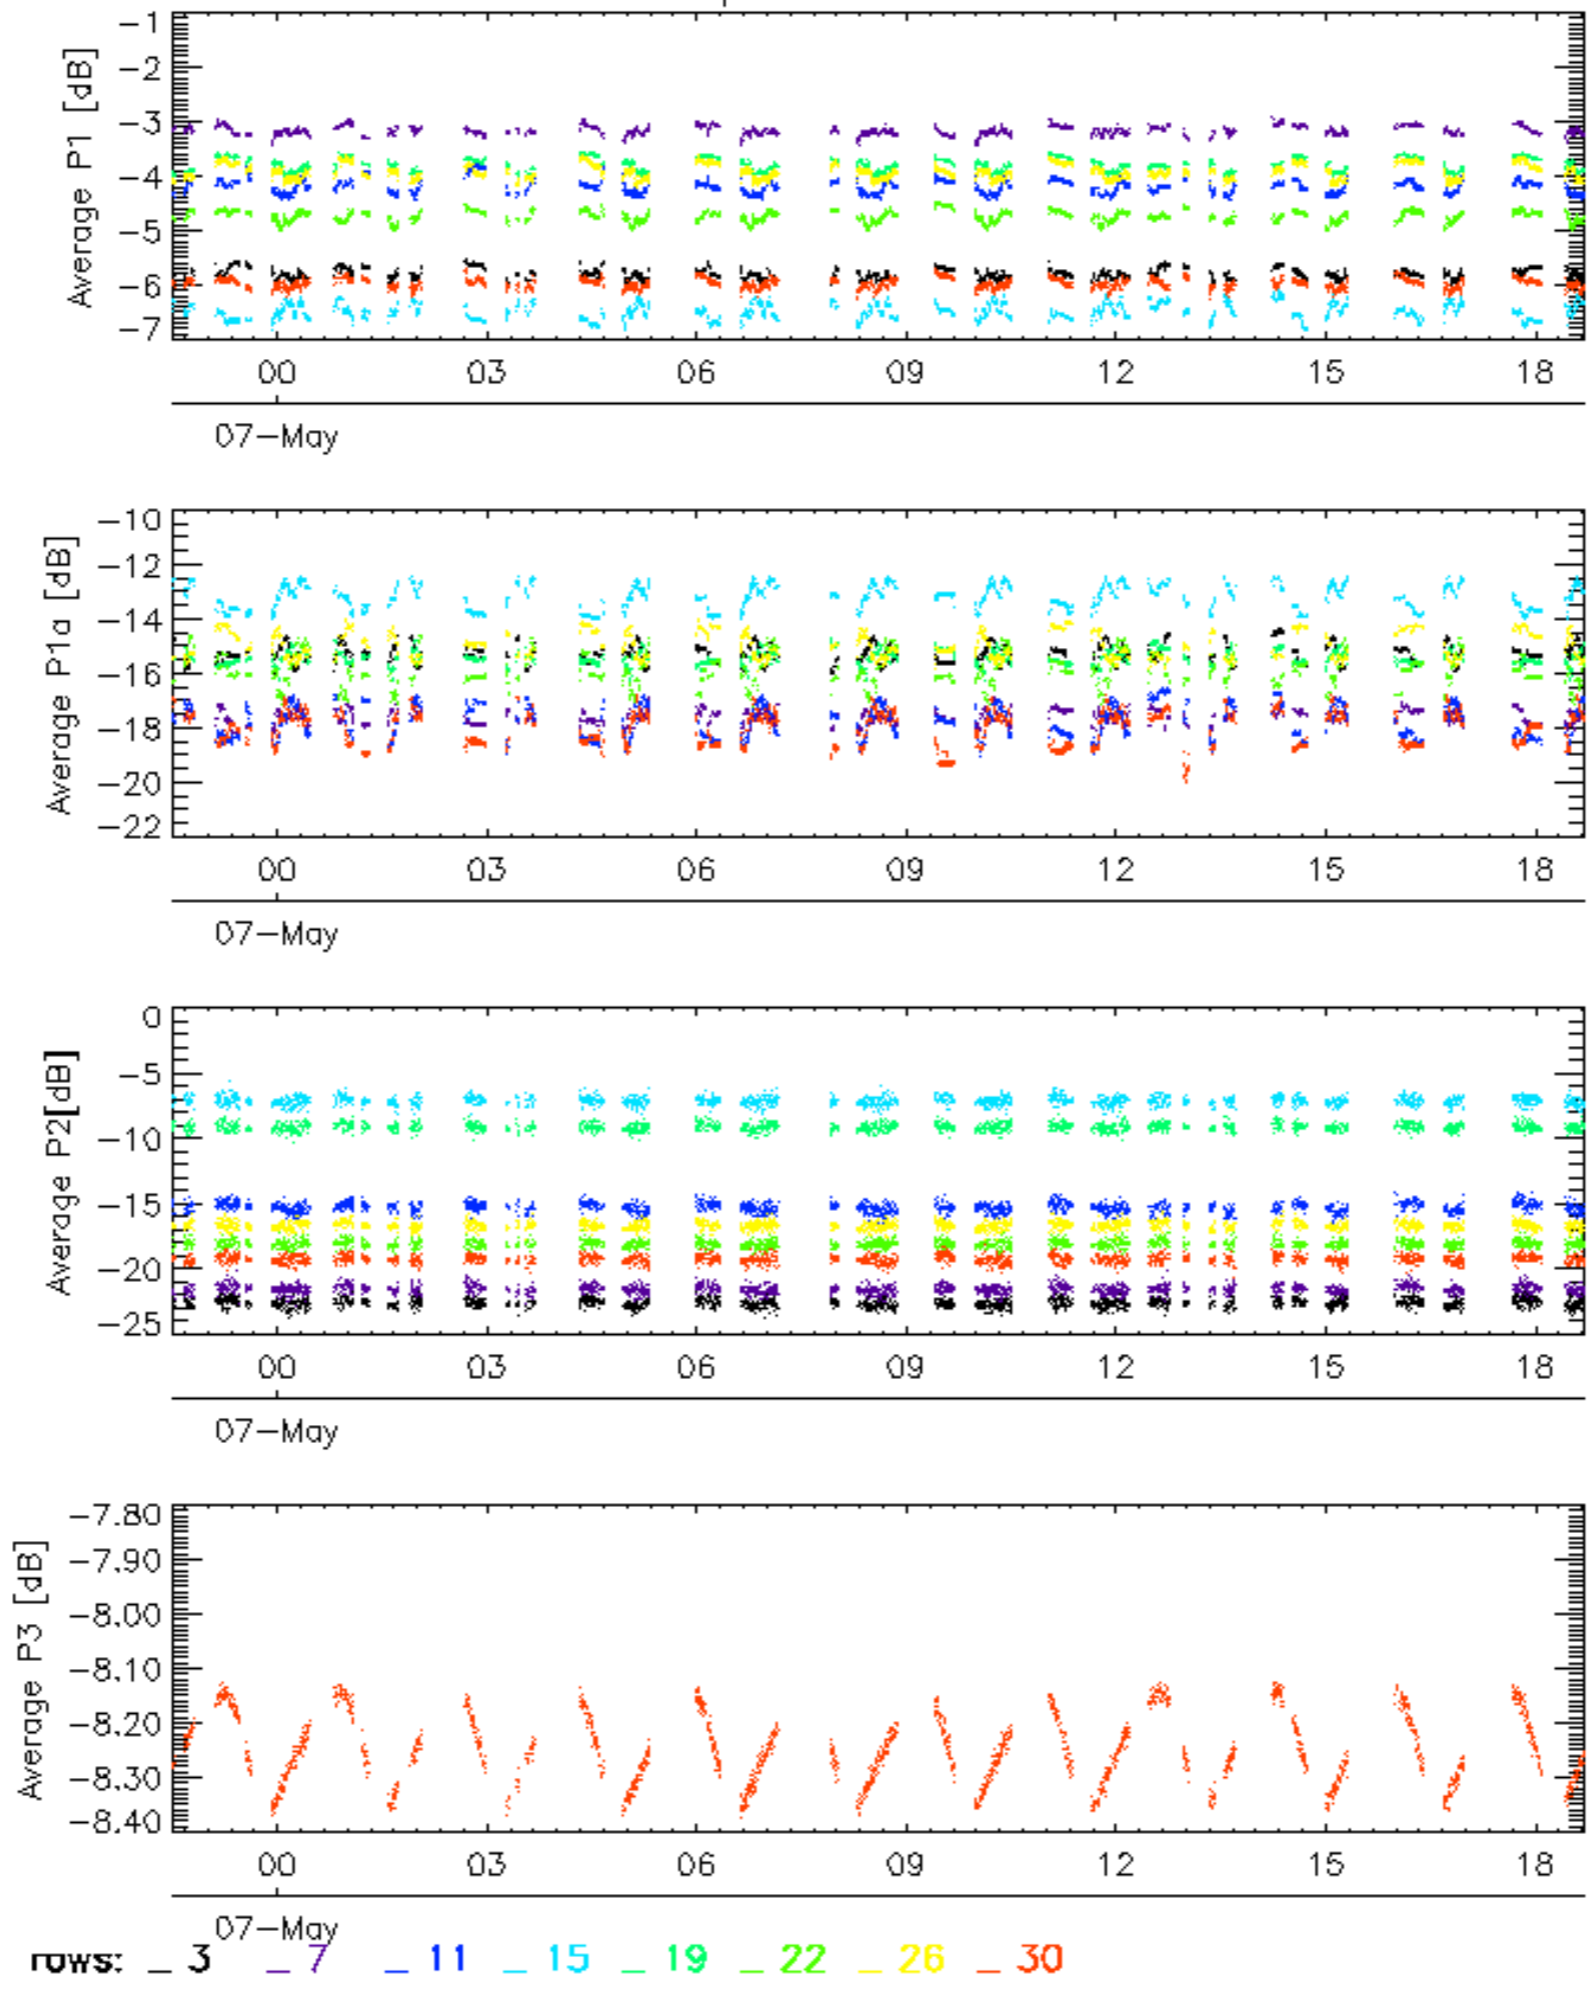 Average P1 [dB]
-1
-2
-3
-4
-5
-6
-7
00 03 06 09 12 15 18
07-May
Average P1a [dB]
-10
-12
-14
-16
-18
-20
-22
00 03 06 09 12 15 18
07-May
Average P2[dB]
0
-5
-10
-15
-20
-25
00 03 06 09 12 15 18
07-May
Average P3 [dB]
-7.80
-7.90
-8.00
-8.10
-8.20
-8.30
-8.40
00 03 06 09 12 15 18
07-May
rows: _ 3 _ 7 _ 11 _ 15 _ 19 _ 22 _ 26 _ 30